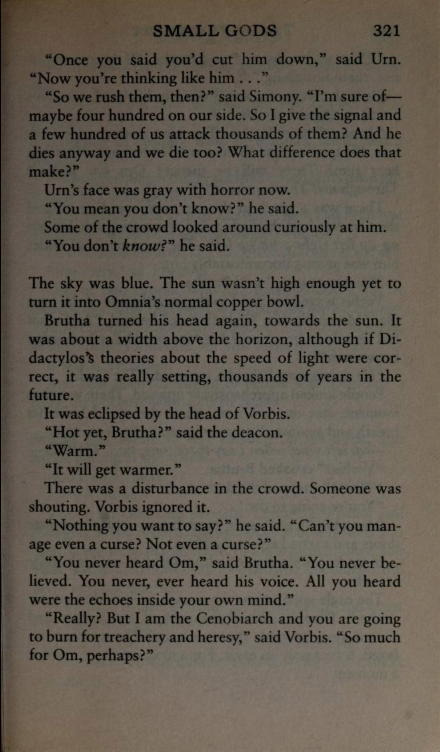 SMALL GODS 321
“Once you said you’d cut him down,” said Urn.
“Now you’re thinking like him . . .”
“So we rush them, then?” said Simony. “I’m sure of—
maybe four hundred on our side. So I give the signal and
a few hundred of us attack thousands of them? And he
dies anyway and we die too? What difference does that
make?”
Urn’s face was gray with horror now.
“You mean you don’t know?” he said.
Some of the crowd looked around curiously at him.
“You don’t know?” he said.
The sky was blue. The sun wasn’t high enough yet to
turn it into Omnia’s normal copper bowl.
Brutha turned his head again, towards the sun. It
was about a width above the horizon, although if Di-
dactylos’s theories about the speed of light were cor-
rect, it was really setting, thousands of years in the
future.
It was eclipsed by the head of Vorbis.
“Hot yet, Brutha?” said the deacon.
“Warm.”
“It will get warmer.”
There was a disturbance in the crowd. Someone was
shouting. Vorbis ignored it.
“Nothing you want to say?” he said. “Can’t you man-
age even a curse? Not even a curse?”
“You never heard Om,” said Brutha. “You never be-
lieved. You never, ever heard his voice. All you heard
were the echoes inside your own mind.”
“Really? But I am the Cenobiarch and you are going
to burn for treachery and heresy,” said Vorbis. “So much
for Om, perhaps?”